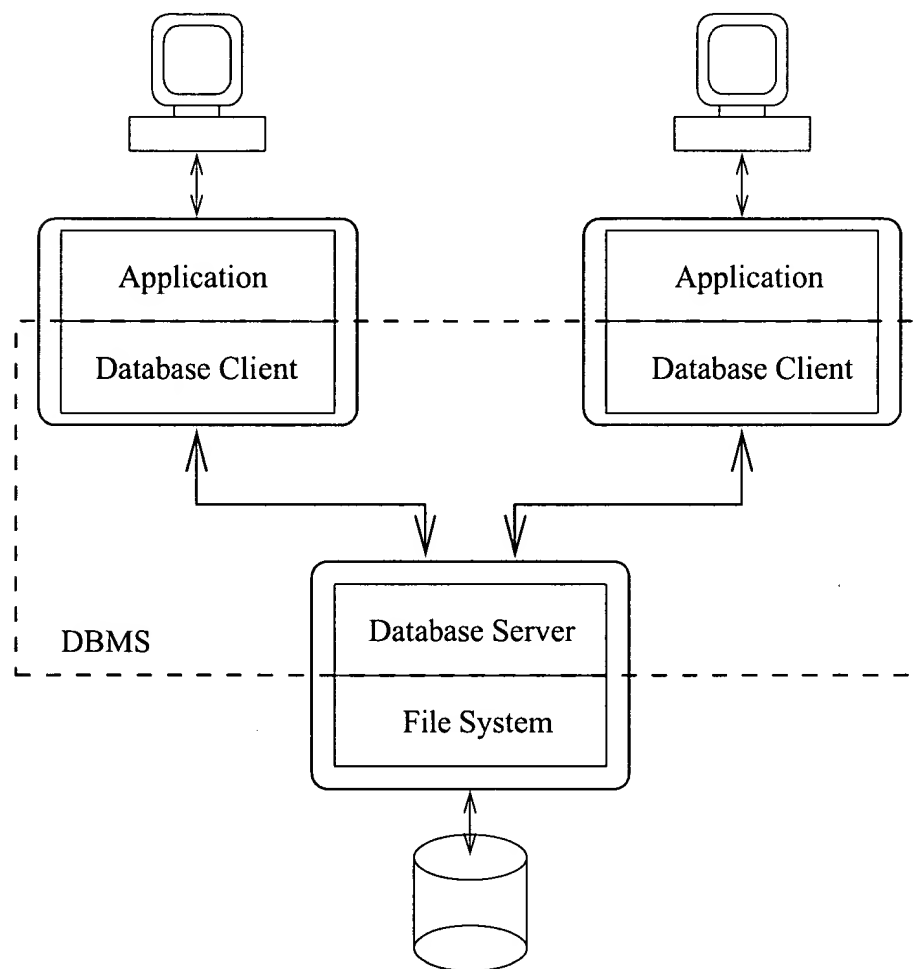 Application
Application
Database Client
Database Client
DBMS
Database Server
File System